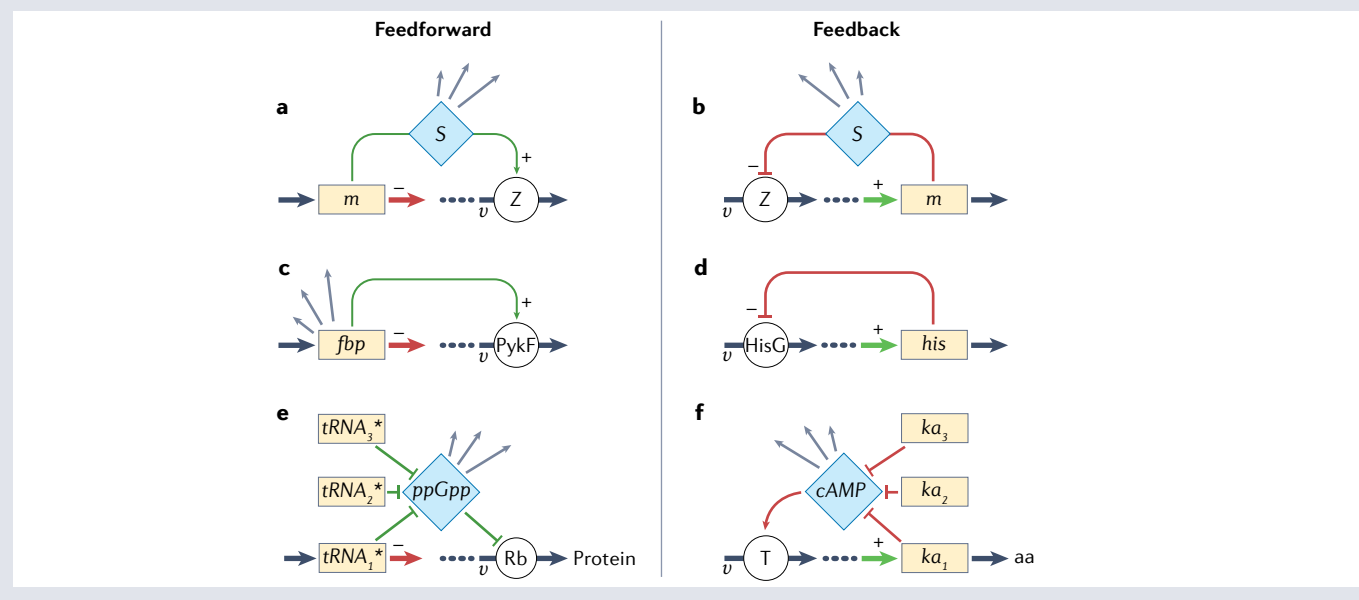 Feedforward
Feedback
a
S
+
m
–
υ
Z
b
S
–
υ
Z
+
m
c
+
fbp
–
υ
PykF
d
–
υ
HisG
+
his
e
tRNA₃*
tRNA₂*
ppGpp
tRNA₁*
–
υ
Rb
Protein
f
ka₃
cAMP
ka₂
υ
T
+
ka₁
aa